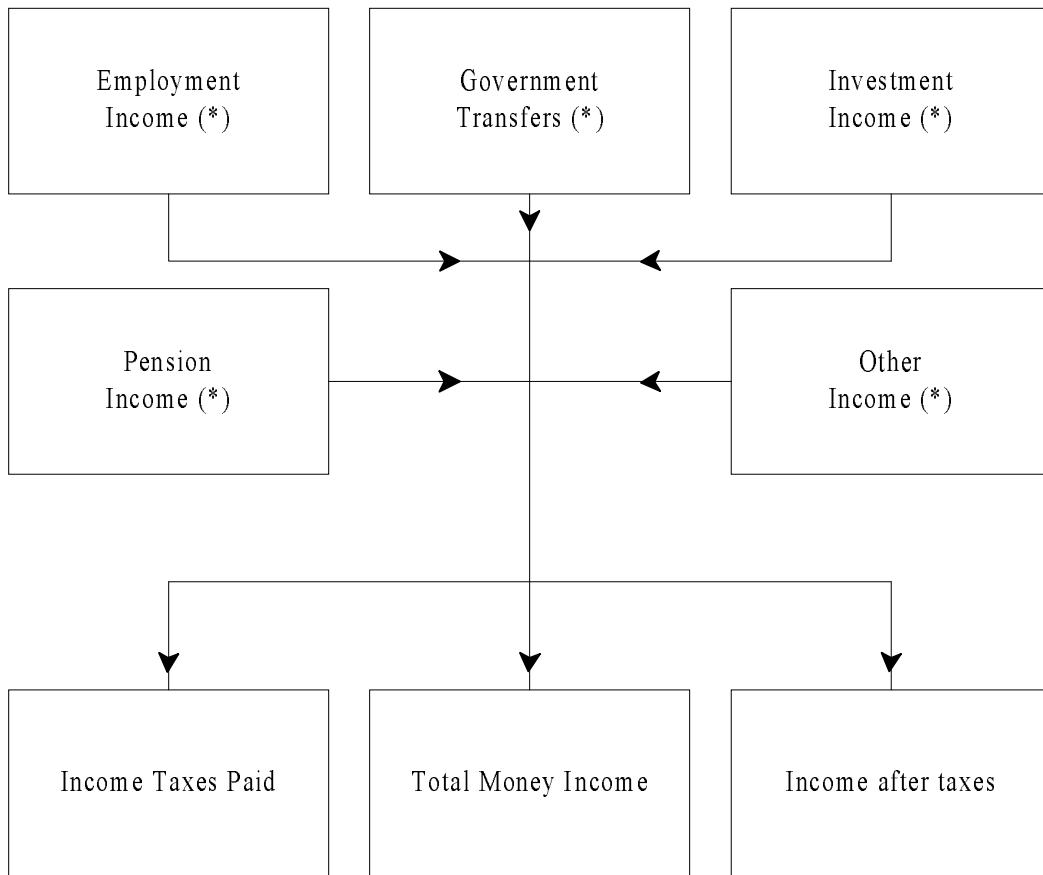 Employment
Income (*)
Government
Transfers (*)
Investment
Income (*)
Pension
Income (*)
Other
Income (*)
Income Taxes Paid
Total Money Income
Income after taxes